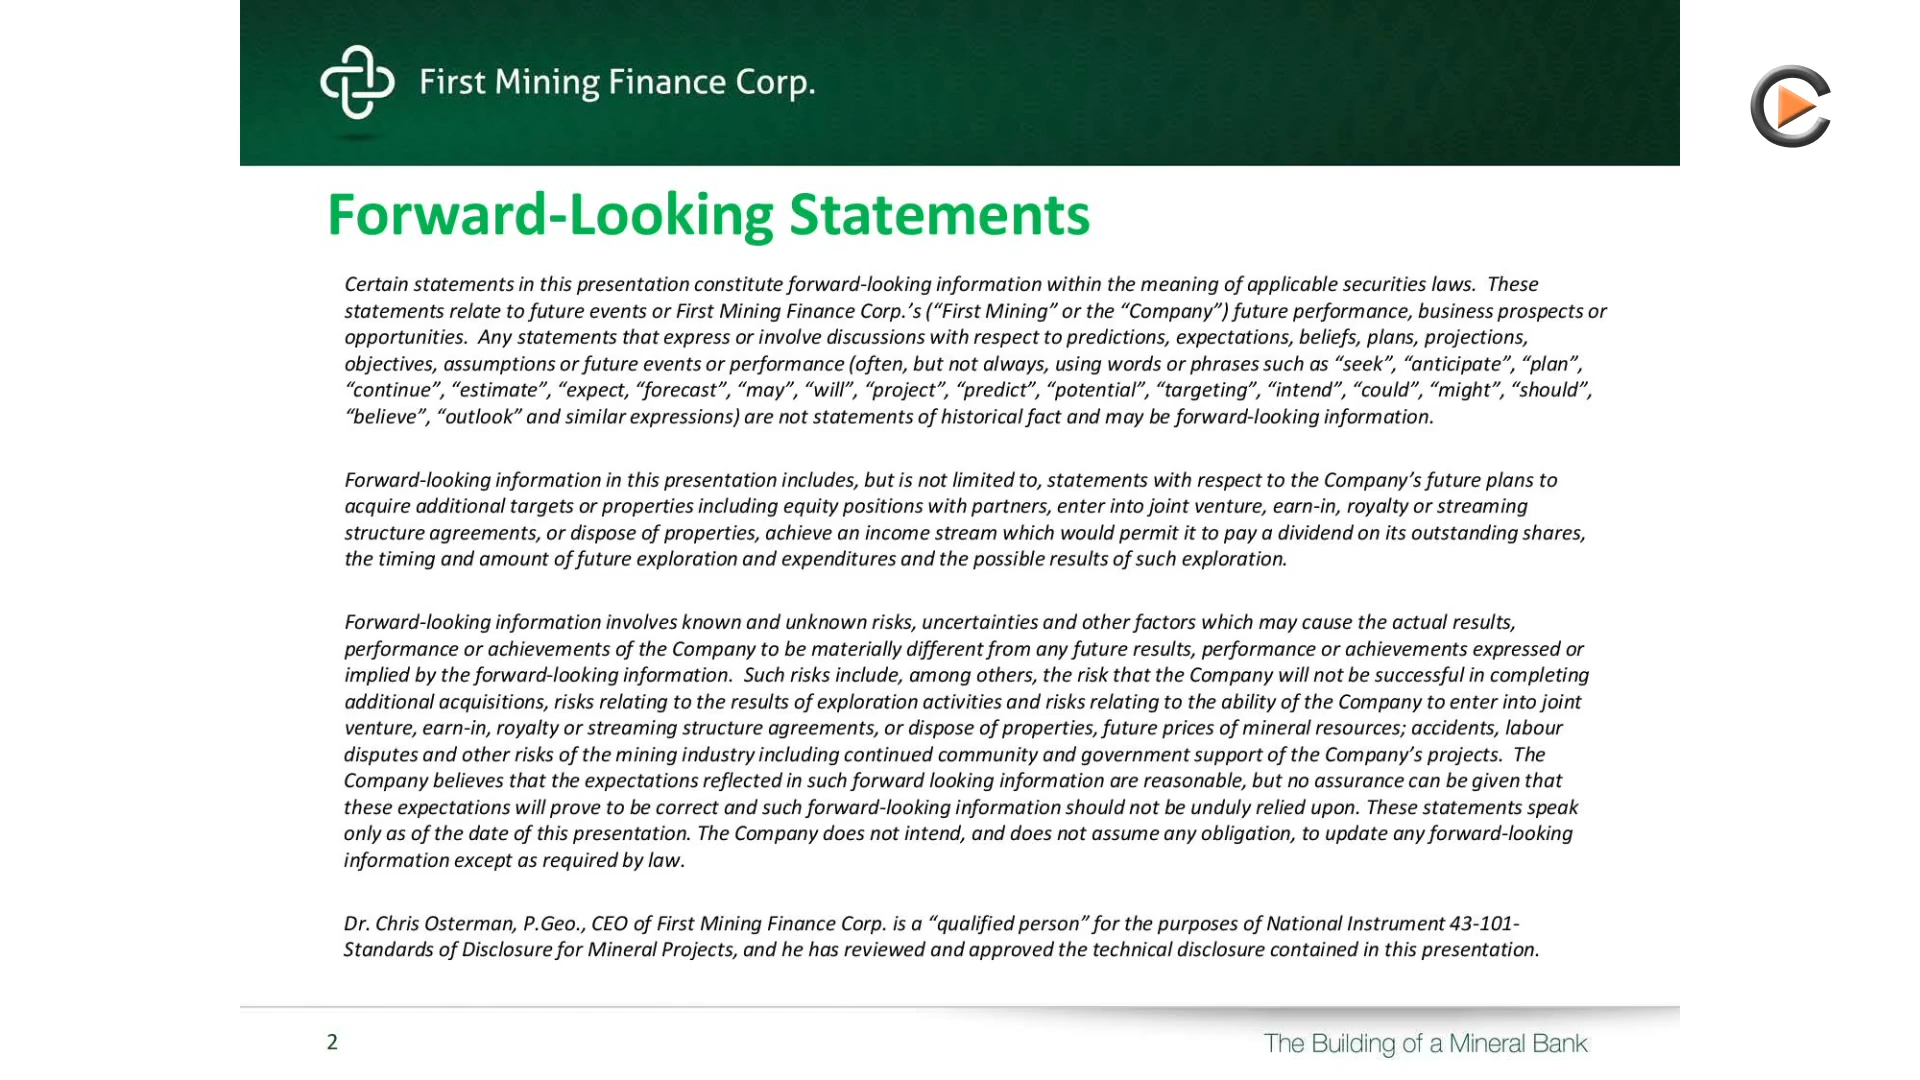 First Mining Finance Corp.
Forward-Looking Statements
Certain statements in this presentation constitute forward-looking information within the meaning of applicable securities laws.  These
statements relate to future events or First Mining Finance Corp.’s (“First Mining” or the “Company”) future performance, business prospects or
opportunities.  Any statements that express or involve discussions with respect to predictions, expectations, beliefs, plans, projections,
objectives, assumptions or future events or performance (often, but not always, using words or phrases such as “seek”, “anticipate”, “plan”,
“continue”, “estimate”, “expect, “forecast”, “may”, “will”, “project”, “predict”, “potential”, “targeting”, “intend”, “could”, “might”, “should”,
“believe”, “outlook” and similar expressions) are not statements of historical fact and may be forward-looking information.
Forward-looking information in this presentation includes, but is not limited to, statements with respect to the Company’s future plans to
acquire additional targets or properties including equity positions with partners, enter into joint venture, earn-in, royalty or streaming
structure agreements, or dispose of properties, achieve an income stream which would permit it to pay a dividend on its outstanding shares,
the timing and amount of future exploration and expenditures and the possible results of such exploration.
Forward-looking information involves known and unknown risks, uncertainties and other factors which may cause the actual results,
performance or achievements of the Company to be materially different from any future results, performance or achievements expressed or
implied by the forward-looking information.  Such risks include, among others, the risk that the Company will not be successful in completing
additional acquisitions, risks relating to the results of exploration activities and risks relating to the ability of the Company to enter into joint
venture, earn-in, royalty or streaming structure agreements, or dispose of properties, future prices of mineral resources; accidents, labour
disputes and other risks of the mining industry including continued community and government support of the Company’s projects.  The
Company believes that the expectations reflected in such forward looking information are reasonable, but no assurance can be given that
these expectations will prove to be correct and such forward-looking information should not be unduly relied upon. These statements speak
only as of the date of this presentation. The Company does not intend, and does not assume any obligation, to update any forward-looking
information except as required by law.
Dr. Chris Osterman, P.Geo., CEO of First Mining Finance Corp. is a “qualified person” for the purposes of National Instrument 43-101-
Standards of Disclosure for Mineral Projects, and he has reviewed and approved the technical disclosure contained in this presentation.
2
The Building of a Mineral Bank